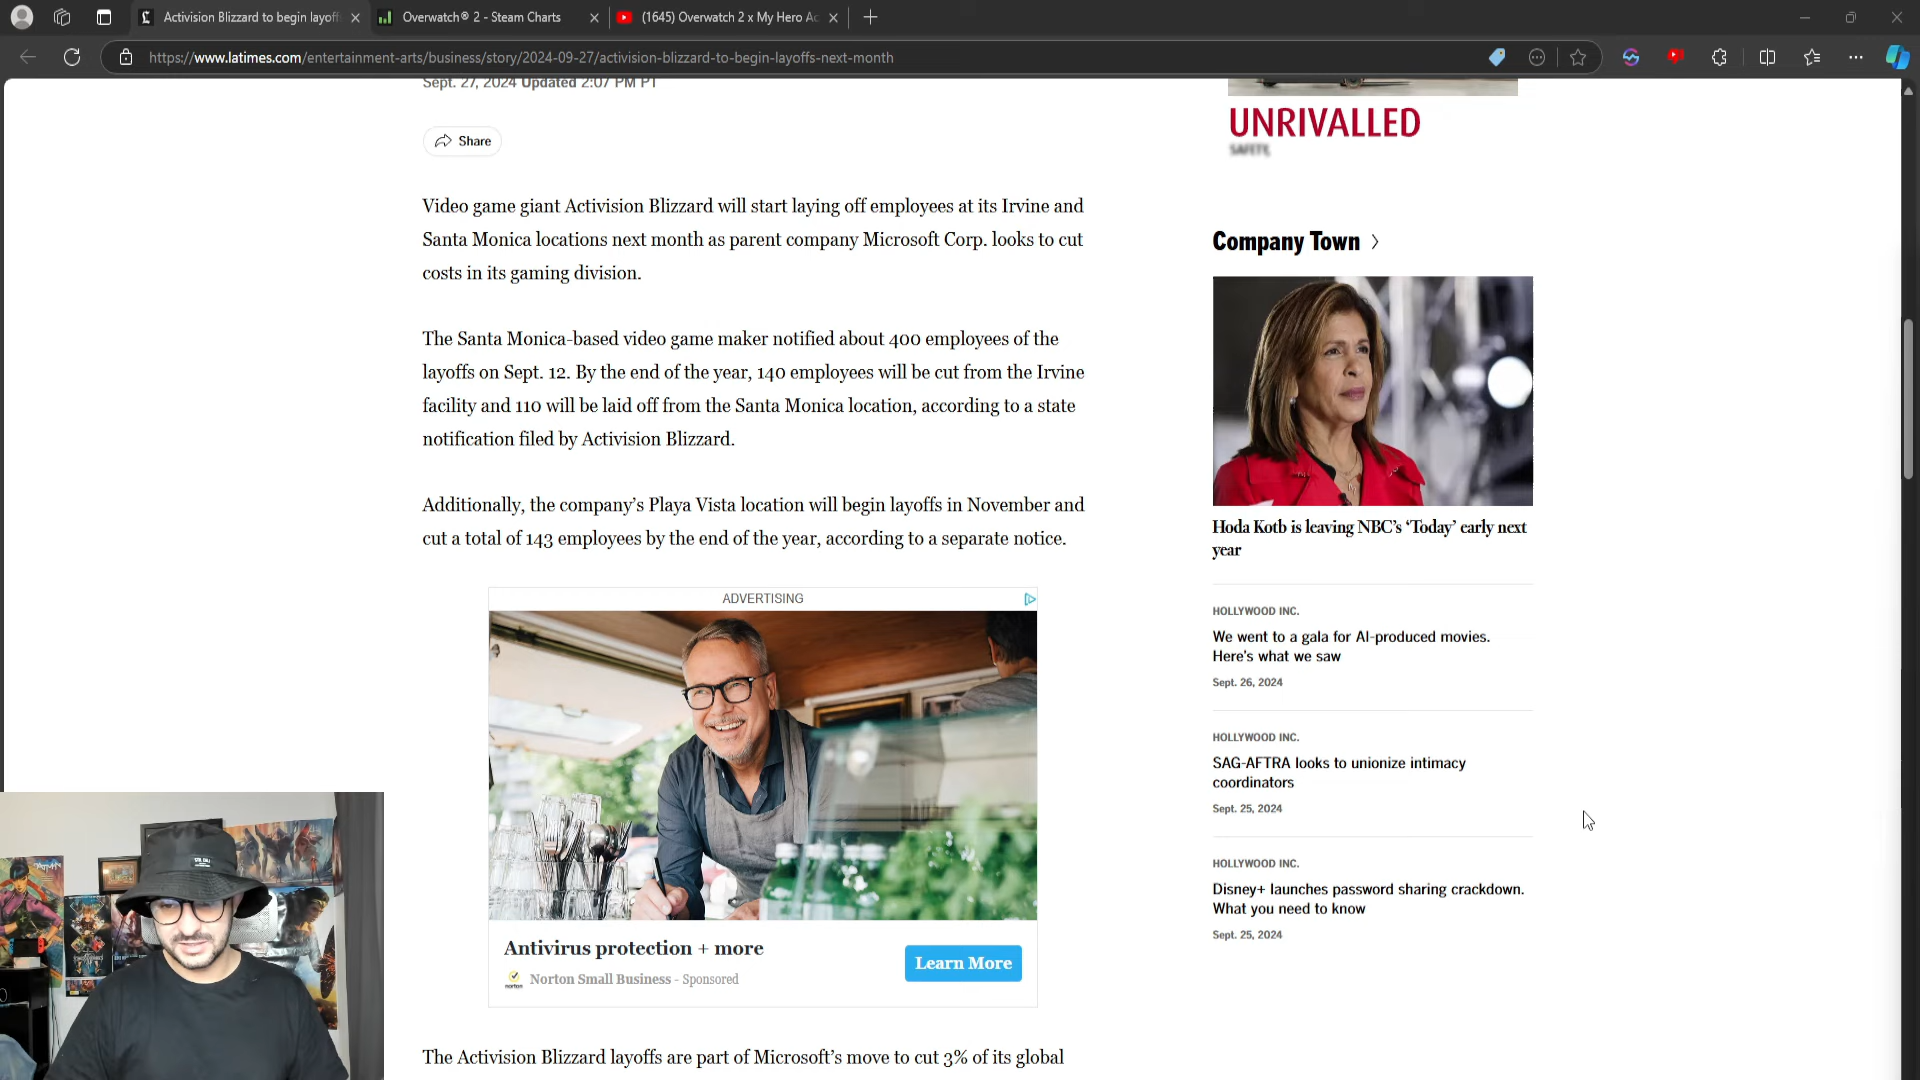 Activision Blizzard to begin layoff
Overwatch® 2 - Steam Charts
(1645) Overwatch 2 x My Hero Ac
https://www.latimes.com/entertainment-arts/business/story/2024-09-27/activision-blizzard-to-begin-layoffs-next-month
Sept. 27, 2024 Updated 2:07 PM PT
Share
Video game giant Activision Blizzard will start laying off employees at its Irvine and
Santa Monica locations next month as parent company Microsoft Corp. looks to cut
costs in its gaming division.
The Santa Monica-based video game maker notified about 400 employees of the
layoffs on Sept. 12. By the end of the year, 140 employees will be cut from the Irvine
facility and 110 will be laid off from the Santa Monica location, according to a state
notification filed by Activision Blizzard.
Additionally, the company’s Playa Vista location will begin layoffs in November and
cut a total of 143 employees by the end of the year, according to a separate notice.
ADVERTISING
Antivirus protection + more
norton
Norton Small Business - Sponsored
Learn More
The Activision Blizzard layoffs are part of Microsoft’s move to cut 3% of its global
UNRIVALLED
SAFETY,
Company Town
Hoda Kotb is leaving NBC’s ‘Today’ early next
year
HOLLYWOOD INC.
We went to a gala for AI-produced movies.
Here’s what we saw
Sept. 26, 2024
HOLLYWOOD INC.
SAG-AFTRA looks to unionize intimacy
coordinators
Sept. 25, 2024
HOLLYWOOD INC.
Disney+ launches password sharing crackdown.
What you need to know
Sept. 25, 2024